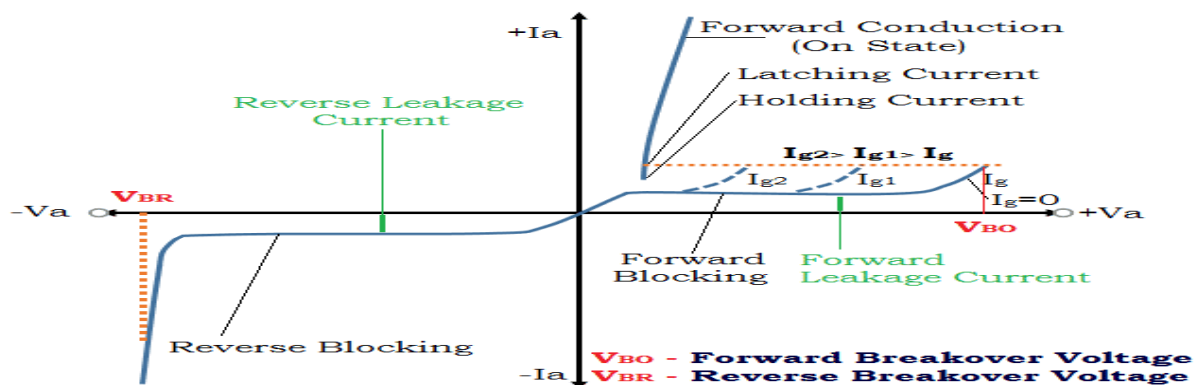 +Ia
Forward Conduction
(On State)
Latching Current
Holding Current
Reverse Leakage
Current
Ig2> Ig1> Ig
Ig2
Ig1
Ig
Ig=0
VBR
-Va
+Va
VBO
Forward
Blocking
Forward
Leakage Current
Reverse Blocking
-Ia
VBO - Forward Breakover Voltage
VBR - Reverse Breakover Voltage